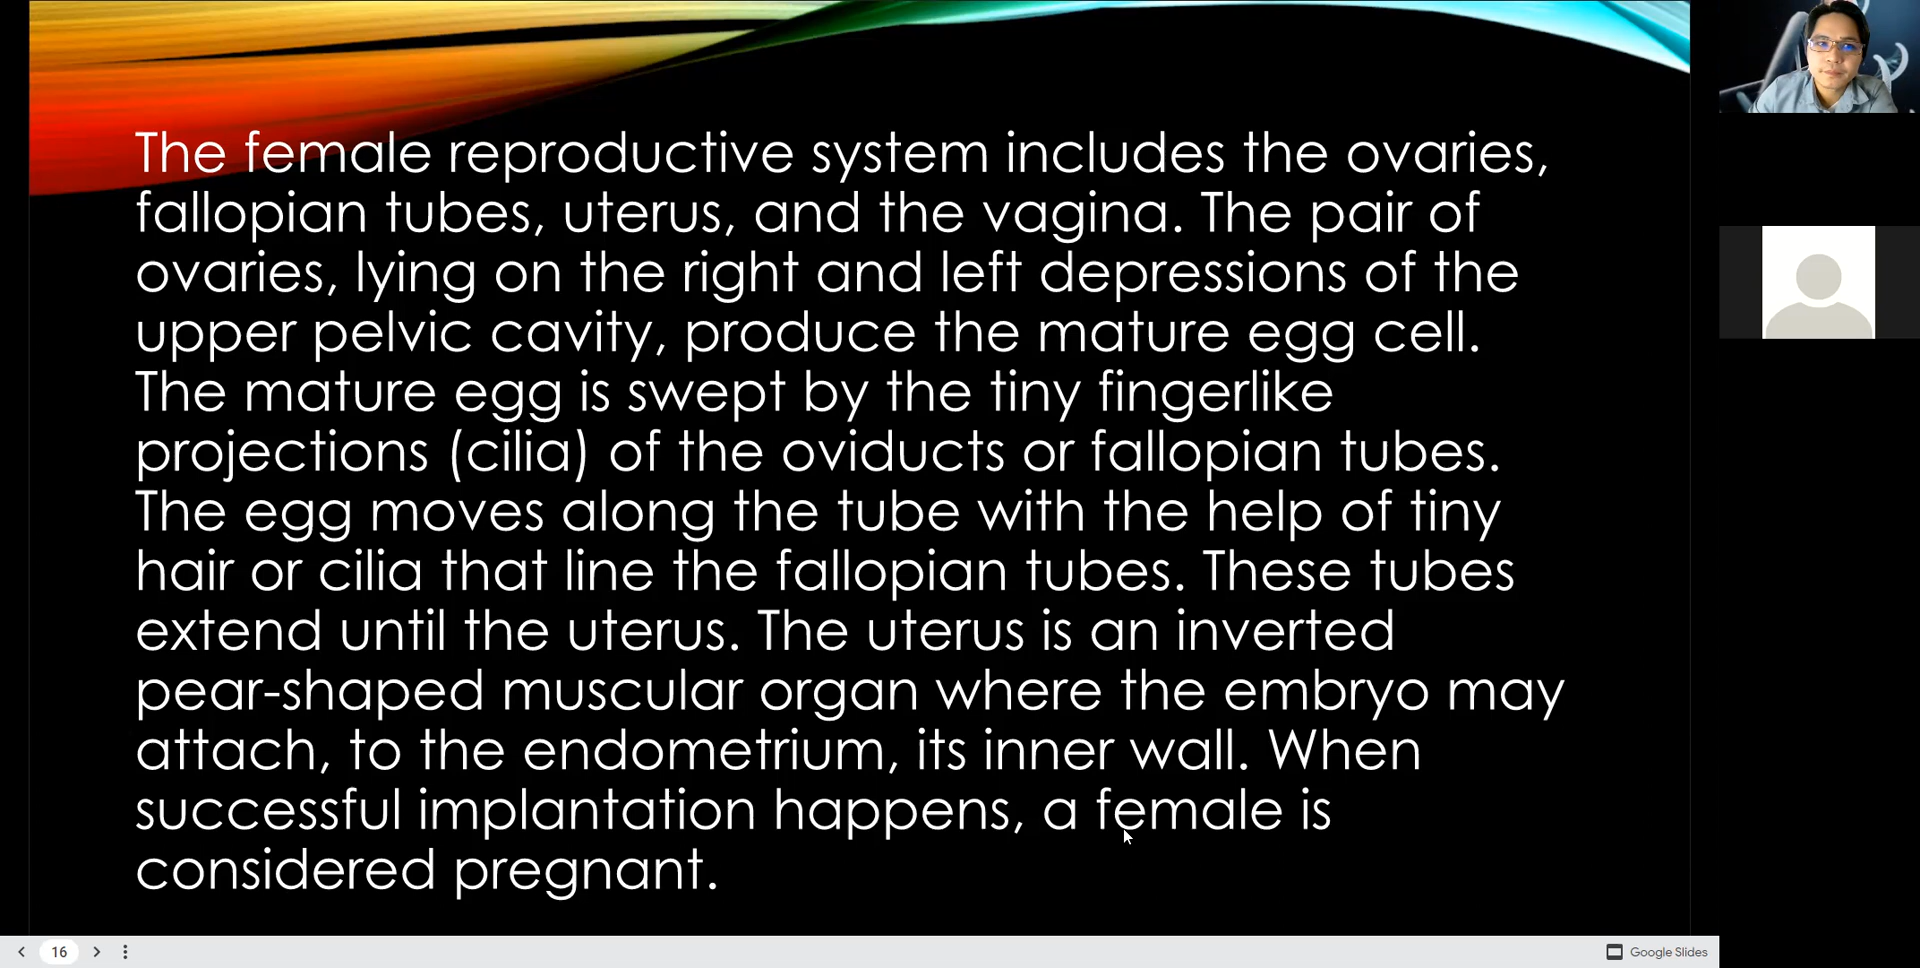 The female reproductive system includes the ovaries,
fallopian tubes, uterus, and the vagina. The pair of
ovaries, lying on the right and left depressions of the
upper pelvic cavity, produce the mature egg cell.
The mature egg is swept by the tiny fingerlike
projections (cilia) of the oviducts or fallopian tubes.
The egg moves along the tube with the help of tiny
hair or cilia that line the fallopian tubes. These tubes
extend until the uterus. The uterus is an inverted
pear-shaped muscular organ where the embryo may
attach, to the endometrium, its inner wall. When
successful implantation happens, a female is
considered pregnant.
16
Google Slides